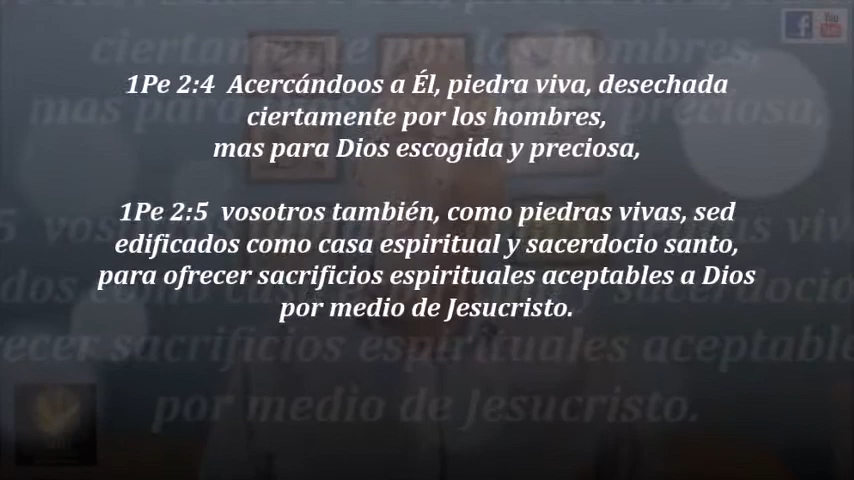 1Pe 2:4 Acercándoos a Él, piedra viva, desechada
ciertamente por los hombres,
mas para Dios escogida y preciosa,
1Pe 2:5 vosotros también, como piedras vivas, sed
edificados como casa espiritual y sacerdocio santo,
para ofrecer sacrificios espirituales aceptables a Dios
por medio de Jesucristo.